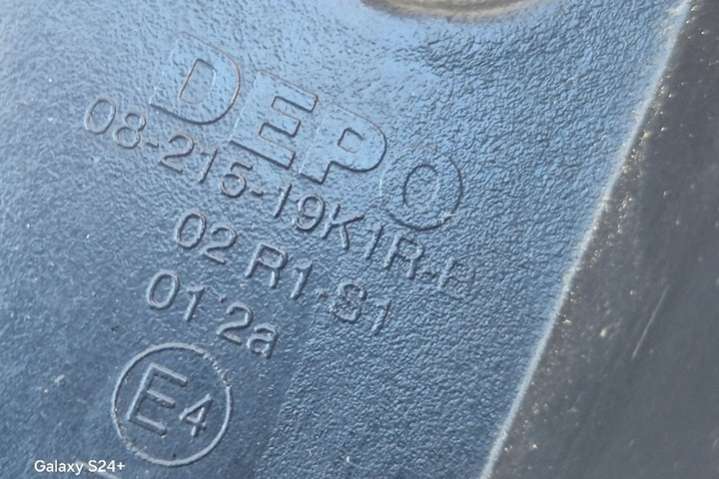 DEPO
08-215-19K1R-H
02 R1-S1
01 2a
E4
Galaxy S24+